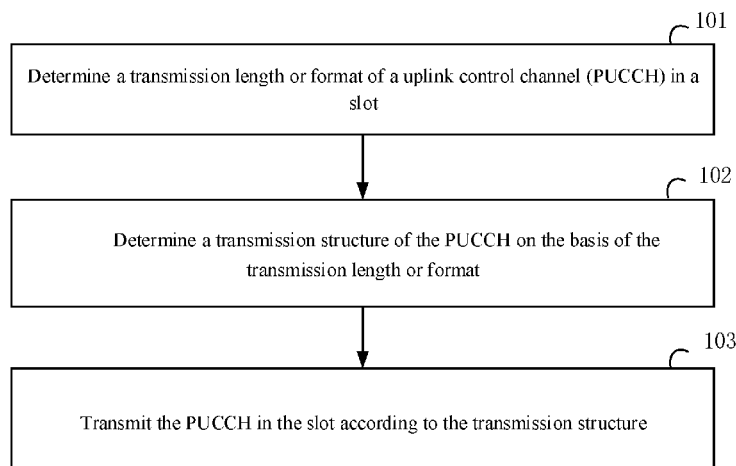 101
Determine a transmission length or format of a uplink control channel (PUCCH) in a
slot
102
Determine a transmission structure of the PUCCH on the basis of the
transmission length or format
103
Transmit the PUCCH in the slot according to the transmission structure